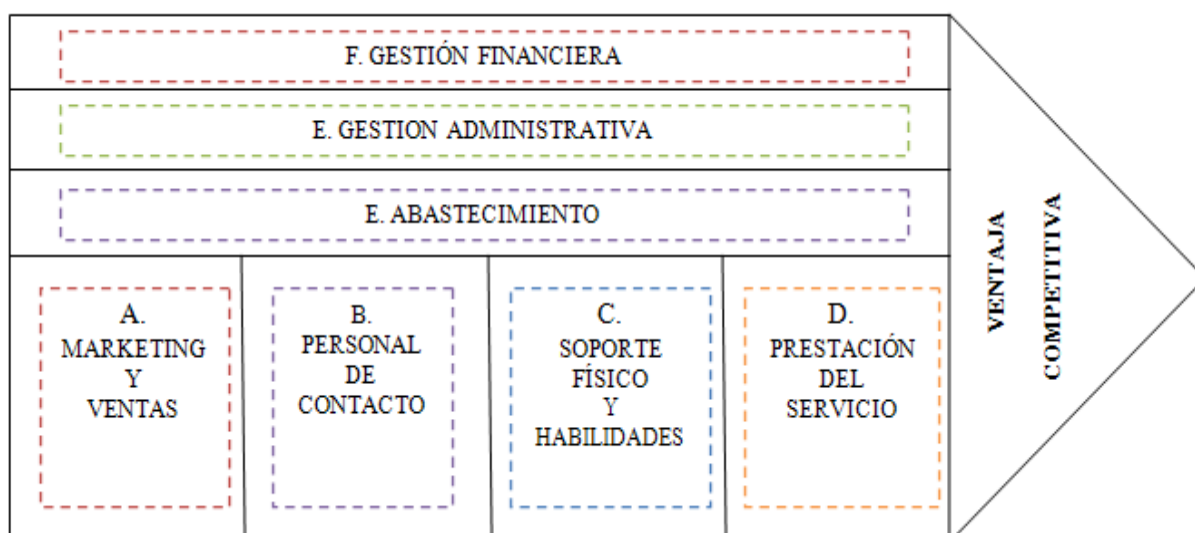 F. GESTIÓN FINANCIERA
E. GESTION ADMINISTRATIVA
E. ABASTECIMIENTO
A.
MARKETING
Y
VENTAS
B.
PERSONAL
DE
CONTACTO
C.
SOPORTE
FÍSICO
Y
HABILIDADES
D.
PRESTACIÓN
DEL
SERVICIO
VENTAJA
COMPETITIVA